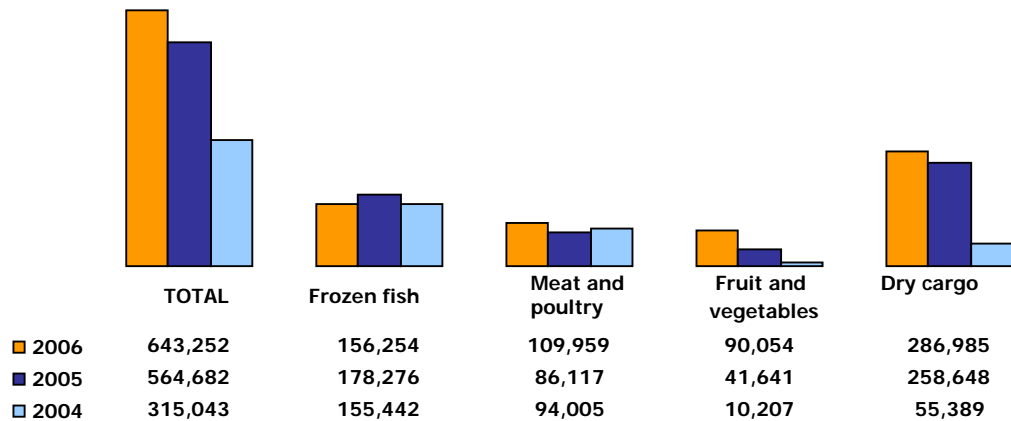 TOTAL
Frozen fish
Meat and
poultry
Fruit and
vegetables
Dry cargo
2006 643,252 156,254 109,959 90,054 286,985
2005 564,682 178,276 86,117 41,641 258,648
2004 315,043 155,442 94,005 10,207 55,389